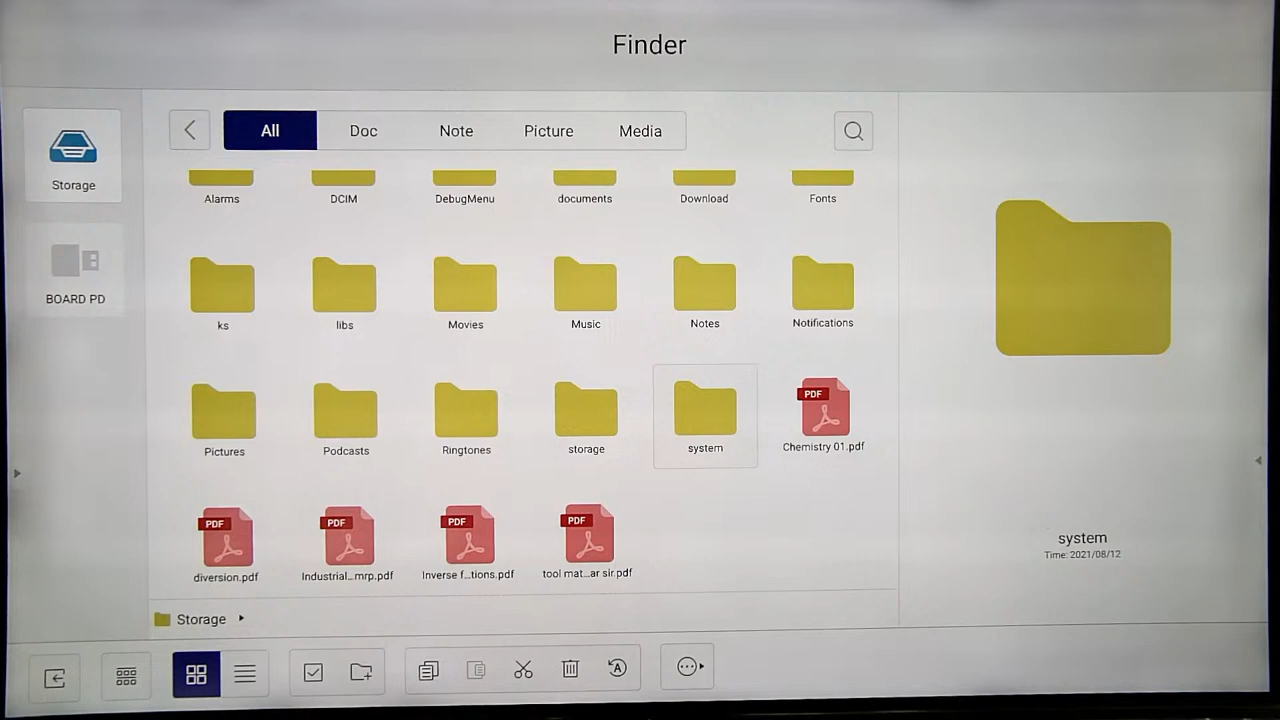 Finder
Storage
BOARD PD
All Doc Note Picture Media
Alarms DCIM DebugMenu documents Download Fonts
ks libs Movies Music Notes Notifications
Pictures Podcasts Ringtones storage system PDF Chemistry 01.pdf
PDF PDF PDF PDF
diversion.pdf Industrial...mrp.pdf Inverse f...tions.pdf tool mat...ar sir.pdf
system
Time: 2021/08/12
Storage
A